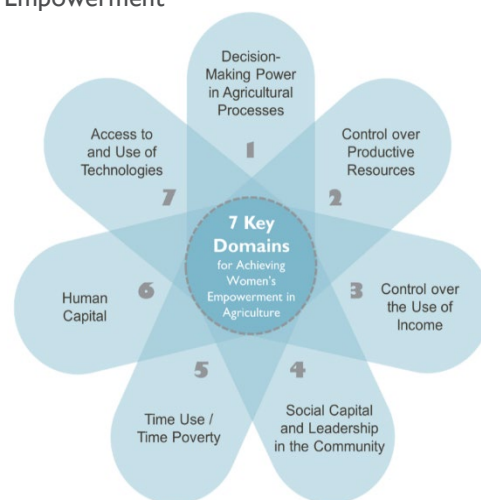 Empowerment
Decision-
Making Power
in Agricultural
Processes
1
Control over
Productive
Resources
2
3
Control over
the Use of
Income
4
Social Capital
and Leadership
in the Community
5
Time Use /
Time Poverty
6
Human
Capital
7
Access to
and Use of
Technologies
7 Key
Domains
for Achieving
Women's
Empowerment in
Agriculture